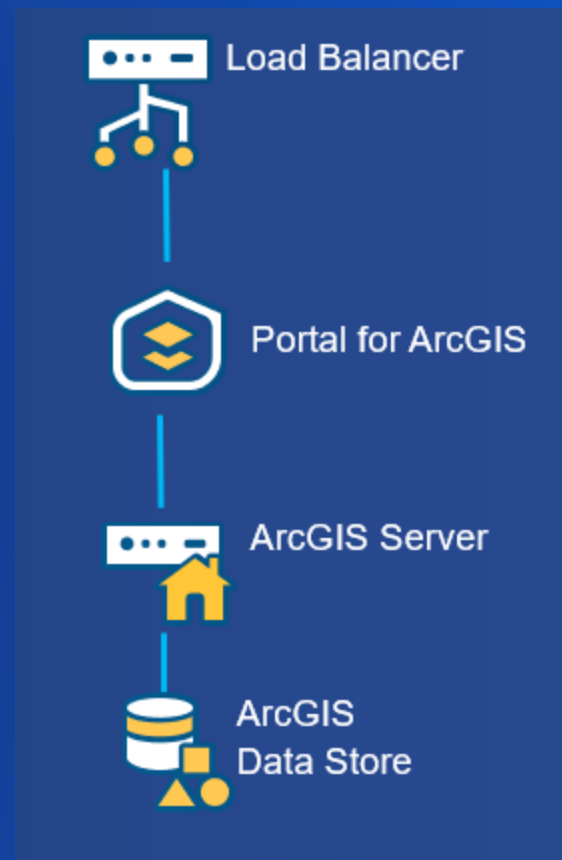 Load Balancer
Portal for ArcGIS
ArcGIS Server
ArcGIS
Data Store